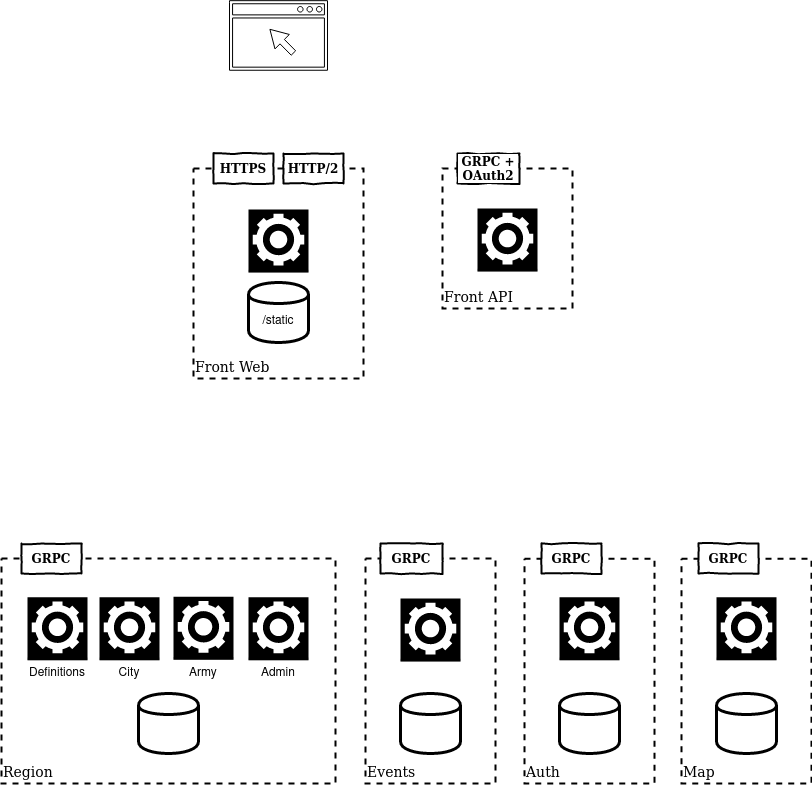 HTTPS
HTTP/2
GRPC +
OAuth2
/static
Front API
Front Web
GRPC
GRPC
GRPC
GRPC
Definitions
City
Army
Admin
Region
Events
Auth
Map